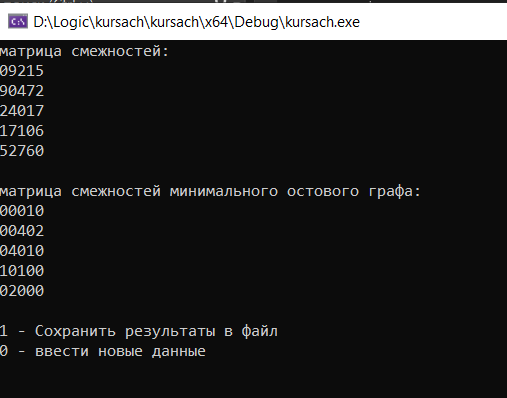 D:\Logic\kursach\kursach\x64\Debug\kursach.exe
матрица смежностей:
09215
90472
24017
17106
52760
матрица смежностей минимального остового графа:
00010
00402
04010
10100
02000
1 - Сохранить результаты в файл
0 - ввести новые данные